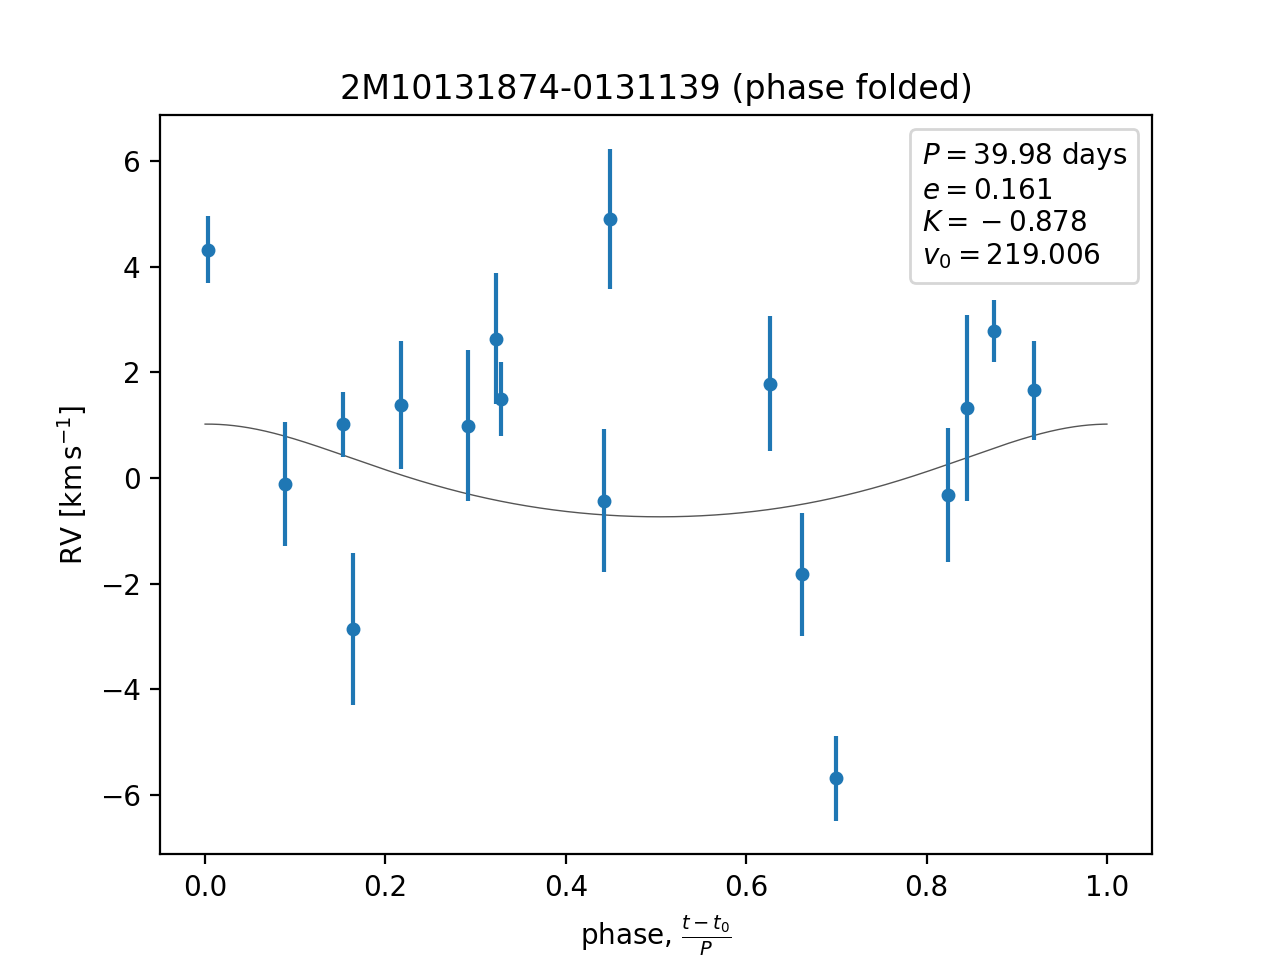 2M10131874-0131139 (phase folded)
P = 39.98 days
e = 0.161
K = −0.878
v₀ = 219.006
RV [km s⁻¹]
6
4
2
0
−2
−4
−6
0.0 0.2 0.4 0.6 0.8 1.0
phase, (t − t₀)/P